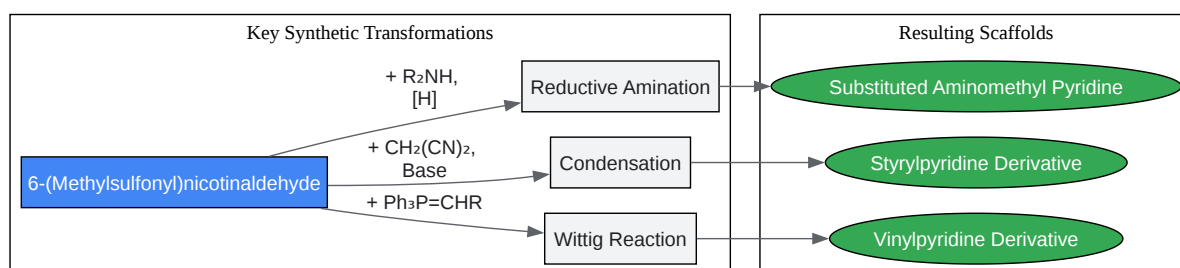 Key Synthetic Transformations
Resulting Scaffolds
+ R₂NH,
[H]
Reductive Amination
Substituted Aminomethyl Pyridine
6-(Methylsulfonyl)nicotinaldehyde
+ CH₂(CN)₂,
Base
Condensation
Styrylpyridine Derivative
+ Ph₃P=CHR
Wittig Reaction
Vinylpyridine Derivative